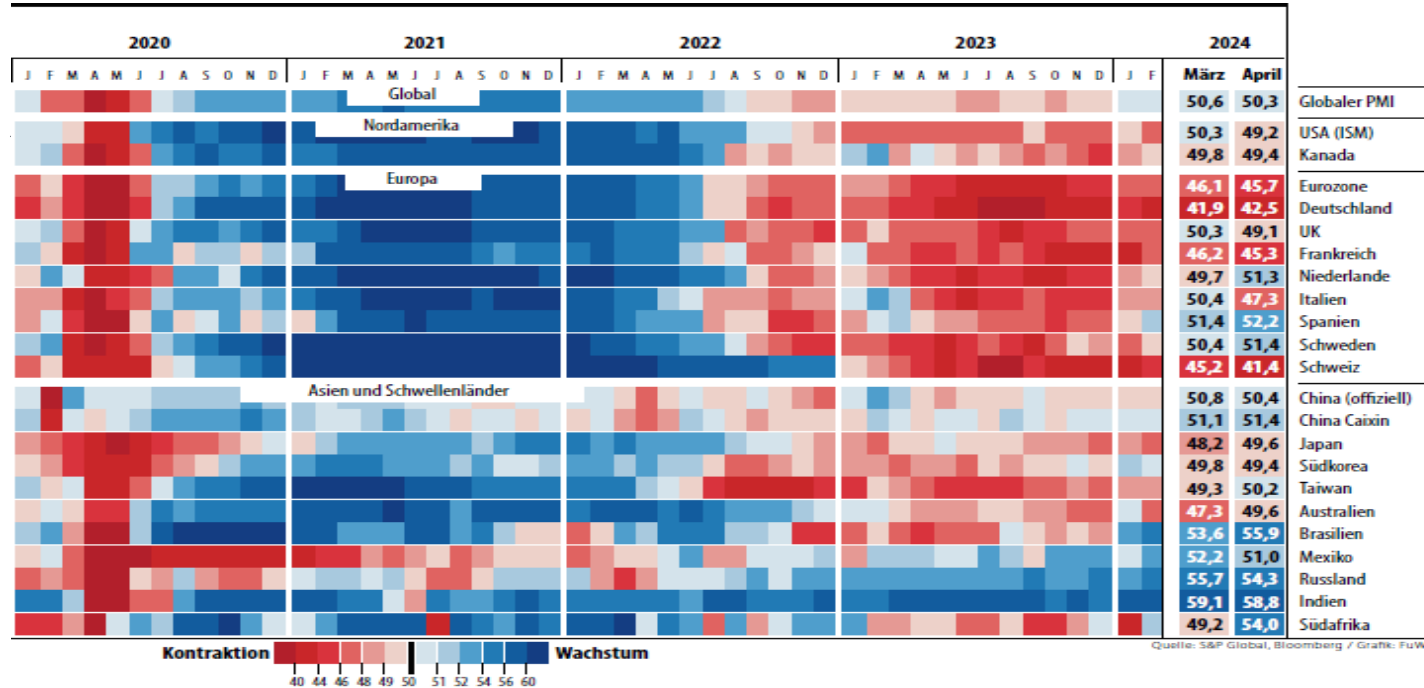 2020 2021 2022 2023 2024
J F M A M J J A S O N D J F M A M J J A S O N D J F M A M J J A S O N D J F M A M J J A S O N D J F März April
Global 50,6 50,3 Globaler PMI
Nordamerika 50,3 49,2 USA (ISM)
49,8 49,4 Kanada
Europa 46,1 45,7 Eurozone
41,9 42,5 Deutschland
50,3 49,1 UK
46,2 45,3 Frankreich
49,7 51,3 Niederlande
50,4 47,3 Italien
51,4 52,2 Spanien
50,4 51,4 Schweden
45,2 41,4 Schweiz
Asien und Schwellenländer 50,8 50,4 China (offiziell)
51,1 51,4 China Caixin
48,2 49,6 Japan
49,8 49,4 Südkorea
49,3 50,2 Taiwan
47,3 49,6 Australien
53,6 55,9 Brasilien
52,2 51,0 Mexiko
55,7 54,3 Russland
59,1 58,8 Indien
49,2 54,0 Südafrika
Kontraktion Wachstum
40 44 46 48 49 50 51 52 54 56 60
Quelle: S&P Global, Bloomberg / Grafik: FuW